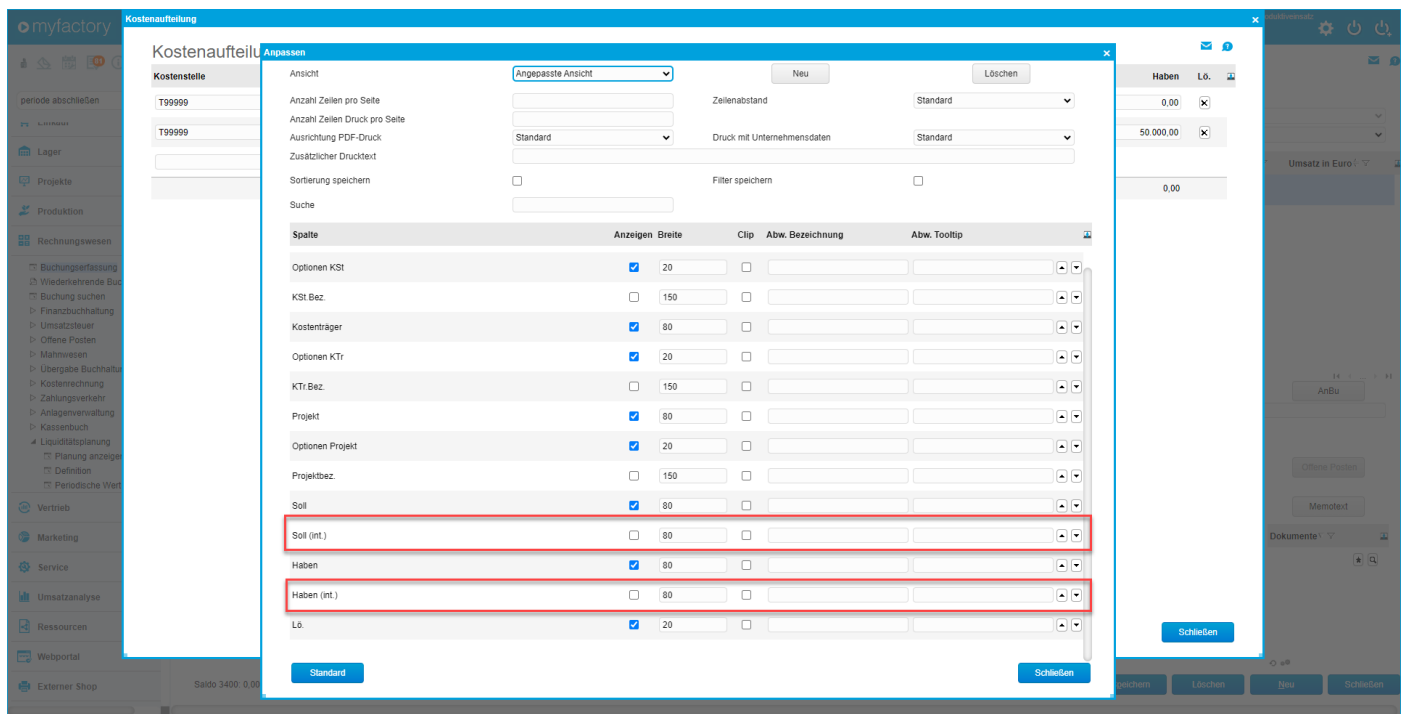 myfactory
Kostenaufteilung
Kostenaufteilu
Anpassen
Kostenstelle
Haben Lö.
Ansicht Angepasste Ansicht Neu Löschen
periode abschließen
T99999
0,00
Anzahl Zeilen pro Seite Zeilenabstand Standard
Anzahl Zeilen Druck pro Seite
T99999
50.000,00
Ausrichtung PDF-Druck Standard Druck mit Unternehmensdaten Standard
Zusätzlicher Drucktext
Lager
Umsatz in Euro
Projekte
Sortierung speichern Filter speichern
0,00
Suche
Produktion
Rechnungswesen
Spalte Anzeigen Breite Clip Abw. Bezeichnung Abw. Tooltip
Buchungserfassung
Optionen KSt 20
Wiederkehrende Buc
Buchung suchen
KSt.Bez. 150
Finanzbuchhaltung
Umsatzsteuer
Kostenträger 80
Offene Posten
Mahnwesen
Optionen KTr 20
Übergabe Buchhaltu
Kostenrechnung
KTr.Bez. 150
AnBu
Zahlungsverkehr
Anlagenverwaltung
Projekt 80
Kassenbuch
Liquiditätsplanung
Optionen Projekt 20
Planung anzeigen
Definition
Offene Posten
Projektbez. 150
Periodische Wert
Vertrieb
Soll 80
Memotext
Marketing
Soll (int.) 80
Dokumente
Service
Haben 80
Umsatzanalyse
Haben (int.) 80
Ressourcen
Lö. 20
Schließen
Webportal
Standard Schließen
Externer Shop
Saldo 3400: 0,00
peichern Löschen Neu Schließen